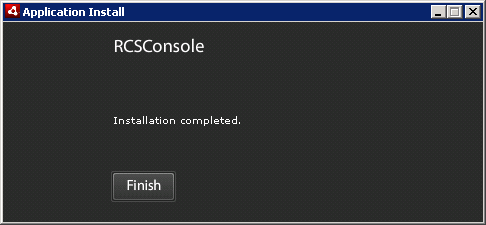 Application Install
RCSConsole
Installation completed.
Finish